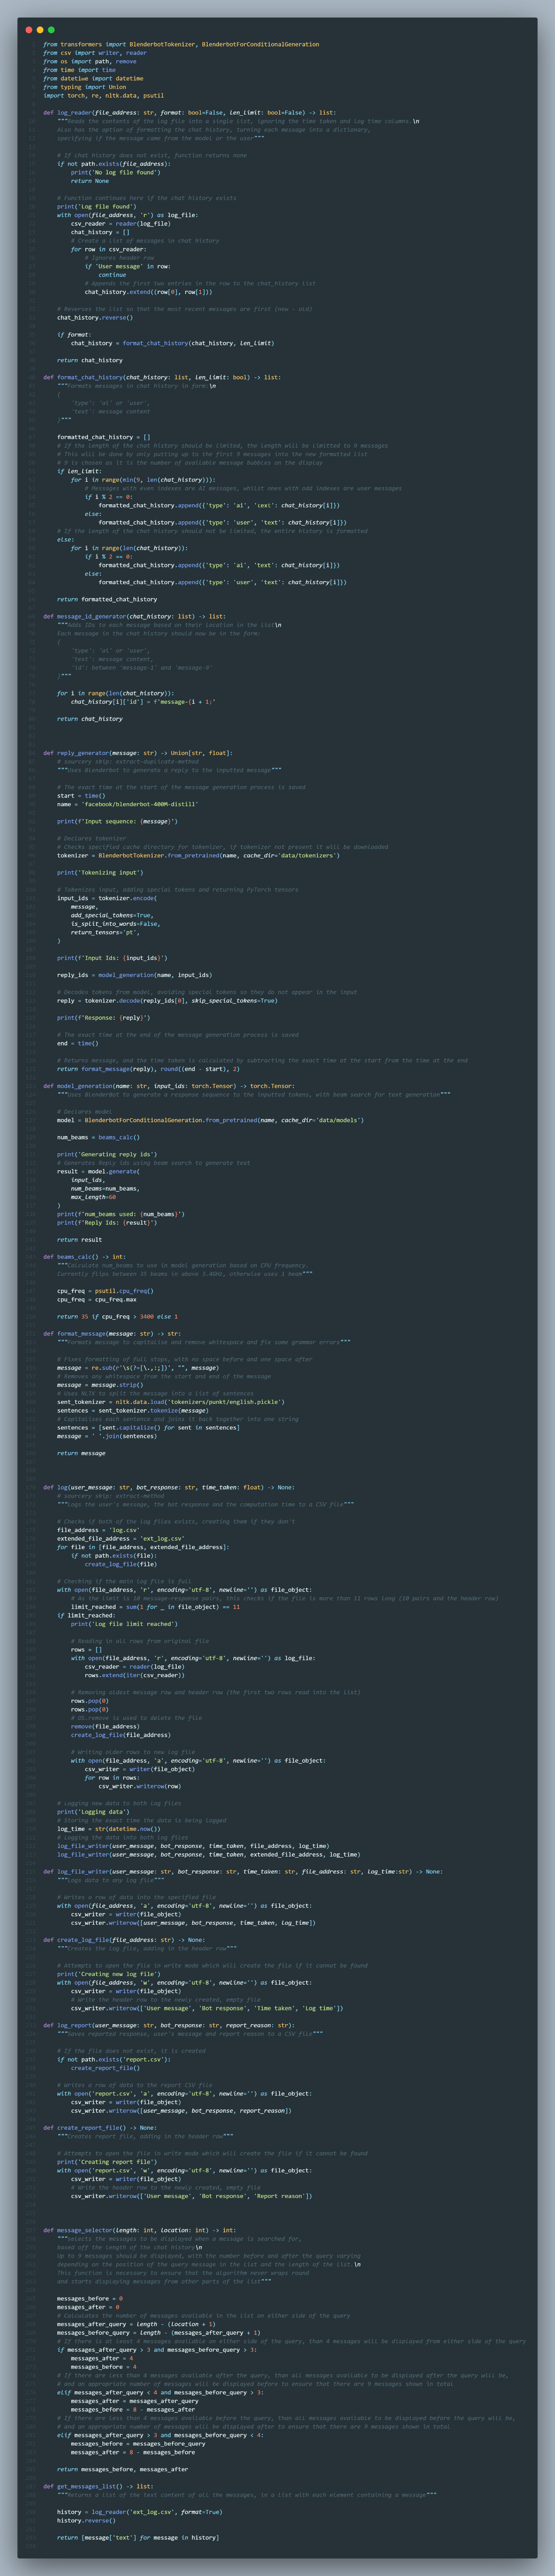 from transformers import BlenderbotTokenizer, BlenderbotForConditionalGeneration
from csv import writer, reader
from os import path, remove
from time import time
from datetime import datetime
from typing import Union
import torch, re, nltk.data, psutil
def log_reader(file_address: str, format: bool=False, len_limit: bool=False) -> list:
"""Reads the contents of the log file into a single list, ignoring the time taken and log time columns.\n
Also has the option of formatting the chat history, turning each message into a dictionary,
specifying if the message came from the model or the user"""
# If chat history does not exist, function returns none
if not path.exists(file_address):
print('No log file found')
return None
# Function continues here if the chat history exists
print('Log file found')
with open(file_address, 'r') as log_file:
csv_reader = reader(log_file)
chat_history = []
# Create a list of messages in chat history
for row in csv_reader:
# Ignores header row
if 'User message' in row:
continue
# Appends the first two entries in the row to the chat_history list
chat_history.extend((row[0], row[1]))
# Reverses the list so that the most recent messages are first (new - old)
chat_history.reverse()
if format:
chat_history = format_chat_history(chat_history, len_limit)
return chat_history
def format_chat_history(chat_history: list, len_limit: bool) -> list:
"""Formats messages in chat history in form:\n
{
'type': 'ai' or 'user',
'text': message content
}"""
formatted_chat_history = []
# If the length of the chat history should be limited, the length will be limitted to 9 messages
# This will be done by only putting up to the first 9 messages into the new formatted list
# 9 is chosen as it is the number of available message bubbles on the display
if len_limit:
for i in range(min(9, len(chat_history))):
# Messages with even indexes are AI messages, whilst ones with odd indexes are user messages
if i % 2 == 0:
formatted_chat_history.append({'type': 'ai', 'text': chat_history[i]})
else:
formatted_chat_history.append({'type': 'user', 'text': chat_history[i]})
# If the length of the chat history should not be limited, the entire history is formatted
else:
for i in range(len(chat_history)):
if i % 2 == 0:
formatted_chat_history.append({'type': 'ai', 'text': chat_history[i]})
else:
formatted_chat_history.append({'type': 'user', 'text': chat_history[i]})
return formatted_chat_history
def message_id_generator(chat_history: list) -> list:
"""Adds IDs to each message based on their location in the list\n
Each message in the chat history should now be in the form:
{
'type': 'ai' or 'user',
'text': message content,
'id': between 'message-1' and 'message-9'
}"""
for i in range(len(chat_history)):
chat_history[i]['id'] = f'message-{i + 1}'
return chat_history
def reply_generator(message: str) -> Union[str, float]:
# sourcery skip: extract-duplicate-method
"""Uses Blenderbot to generate a reply to the inputted message"""
# The exact time at the start of the message generation process is saved
start = time()
name = 'facebook/blenderbot-400M-distill'
print(f'Input sequence: {message}')
# Declares tokenizer
# Checks specified cache directory for tokenizer, if tokenizer not present it will be downloaded
tokenizer = BlenderbotTokenizer.from_pretrained(name, cache_dir='data/tokenizers')
print('Tokenizing input')
# Tokenizes input, adding special tokens and returning PyTorch tensors
input_ids = tokenizer.encode(
message,
add_special_tokens=True,
is_split_into_words=False,
return_tensors='pt',
)
print(f'Input Ids: {input_ids}')
reply_ids = model_generation(name, input_ids)
# Decodes tokens from model, avoiding special tokens so they do not appear in the input
reply = tokenizer.decode(reply_ids[0], skip_special_tokens=True)
print(f'Response: {reply}')
# The exact time at the end of the message generation process is saved
end = time()
# Returns message, and the time taken is calculated by subtracting the exact time at the start from the time at the end
return format_message(reply), round((end - start), 2)
def model_generation(name: str, input_ids: torch.Tensor) -> torch.Tensor:
"""Uses BlenderBot to generate a response sequence to the inputted tokens, with beam search for text generation"""
# Declares model
model = BlenderbotForConditionalGeneration.from_pretrained(name, cache_dir='data/models')
num_beams = beams_calc()
print('Generating reply ids')
# Generates Reply ids using beam search to generate text
result = model.generate(
input_ids,
num_beams=num_beams,
max_length=60
)
print(f'num_beams used: {num_beams}')
print(f'Reply Ids: {result}')
return result
def beams_calc() -> int:
"""Calculate num_beams to use in model generation based on CPU frequency.
Currently flips between 35 beams in above 3.4GHz, otherwise uses 1 beam"""
cpu_freq = psutil.cpu_freq()
cpu_freq = cpu_freq.max
return 35 if cpu_freq > 3400 else 1
def format_message(message: str) -> str:
"""Formats message to capitalise and remove whitespace and fix some grammar errors"""
# Fixes formatting of full stops, with no space before and one space after
message = re.sub(r'\s(?=[\.,:;])', "", message)
# Removes any whitespace from the start and end of the message
message = message.strip()
# Uses NLTK to split the message into a list of sentences
sent_tokenizer = nltk.data.load('tokenizers/punkt/english.pickle')
sentences = sent_tokenizer.tokenize(message)
# Capitalises each sentence and joins it back together into one string
sentences = [sent.capitalize() for sent in sentences]
message = ' '.join(sentences)
return message
def log(user_message: str, bot_response: str, time_taken: float) -> None:
# sourcery skip: extract-method
"""Logs the user's message, the bot response and the computation time to a CSV file"""
# Checks if both of the log files exists, creating them if they don't
file_address = 'log.csv'
extended_file_address = 'ext_log.csv'
for file in [file_address, extended_file_address]:
if not path.exists(file):
create_log_file(file)
# Checking if the main log file is full
with open(file_address, 'r', encoding='utf-8', newline='') as file_object:
# As the limit is 10 message-response pairs, this checks if the file is more than 11 rows long (10 pairs and the header row)
limit_reached = sum(1 for _ in file_object) == 11
if limit_reached:
print('Log file limit reached')
# Reading in all rows from original file
rows = []
with open(file_address, 'r', encoding='utf-8', newline='') as log_file:
csv_reader = reader(log_file)
rows.extend(iter(csv_reader))
# Removing oldest message row and header row (the first two rows read into the list)
rows.pop(0)
rows.pop(0)
# OS.remove is used to delete the file
remove(file_address)
create_log_file(file_address)
# Writing older rows to new log file
with open(file_address, 'a', encoding='utf-8', newline='') as file_object:
csv_writer = writer(file_object)
for row in rows:
csv_writer.writerow(row)
# Logging new data to both log files
print('Logging data')
# Storing the exact time the data is being logged
log_time = str(datetime.now())
# Logging the data into both log files
log_file_writer(user_message, bot_response, time_taken, file_address, log_time)
log_file_writer(user_message, bot_response, time_taken, extended_file_address, log_time)
def log_file_writer(user_message: str, bot_response: str, time_taken: str, file_address: str, log_time:str) -> None:
"""Logs data to any log file"""
# Writes a row of data into the specified file
with open(file_address, 'a', encoding='utf-8', newline='') as file_object:
csv_writer = writer(file_object)
csv_writer.writerow([user_message, bot_response, time_taken, log_time])
def create_log_file(file_address: str) -> None:
"""Creates the log file, adding in the header row"""
# Attempts to open the file in write mode which will create the file if it cannot be found
print('Creating new log file')
with open(file_address, 'w', encoding='utf-8', newline='') as file_object:
csv_writer = writer(file_object)
# Write the header row to the newly created, empty file
csv_writer.writerow(['User message', 'Bot response', 'Time taken', 'Log time'])
def log_report(user_message: str, bot_response: str, report_reason: str):
"""Saves reported response, user's message and report reason to a CSV file"""
# If the file does not exist, it is created
if not path.exists('report.csv'):
create_report_file()
# Writes a row of data to the report CSV file
with open('report.csv', 'a', encoding='utf-8', newline='') as file_object:
csv_writer = writer(file_object)
csv_writer.writerow([user_message, bot_response, report_reason])
def create_report_file() -> None:
"""Creates report file, adding in the header row"""
# Attempts to open the file in write mode which will create the file if it cannot be found
print('Creating report file')
with open('report.csv', 'w', encoding='utf-8', newline='') as file_object:
csv_writer = writer(file_object)
# Write the header row to the newly created, empty file
csv_writer.writerow(['User message', 'Bot response', 'Report reason'])
def message_selector(length: int, location: int) -> int:
"""Selects the messages to be displayed when a message is searched for,
based off the length of the chat history\n
Up to 9 messages should be displayed, with the number before and after the query varying
depending on the position of the query message in the list and the length of the list.\n
This function is necessary to ensure that the algorithm never wraps round
and starts displaying messages from other parts of the list"""
messages_before = 0
messages_after = 0
# Calculates the number of messages available in the list on either side of the query
messages_after_query = length - (location + 1)
messages_before_query = length - (messages_after_query + 1)
# If there is at least 4 messages available on either side of the query, than 4 messages will be displayed from either side of the query
if messages_after_query > 3 and messages_before_query > 3:
messages_after = 4
messages_before = 4
# If there are less than 4 messages available after the query, than all messages available to be displayed after the query will be,
# and an appropriate number of messages will be displayed before to ensure that there are 9 messages shown in total
elif messages_after_query < 4 and messages_before_query > 3:
messages_after = messages_after_query
messages_before = 8 - messages_after
# If there are less than 4 messages available before the query, than all messages available to be displayed before the query will be,
# and an appropriate number of messages will be displayed after to ensure that there are 9 messages shown in total
elif messages_after_query > 3 and messages_before_query < 4:
messages_before = messages_before_query
messages_after = 8 - messages_before
return messages_before, messages_after
def get_messages_list() -> list:
"""Returns a list of the text content of all the messages, in a list with each element containing a message"""
history = log_reader('ext_log.csv', format=True)
history.reverse()
return [message['text'] for message in history]